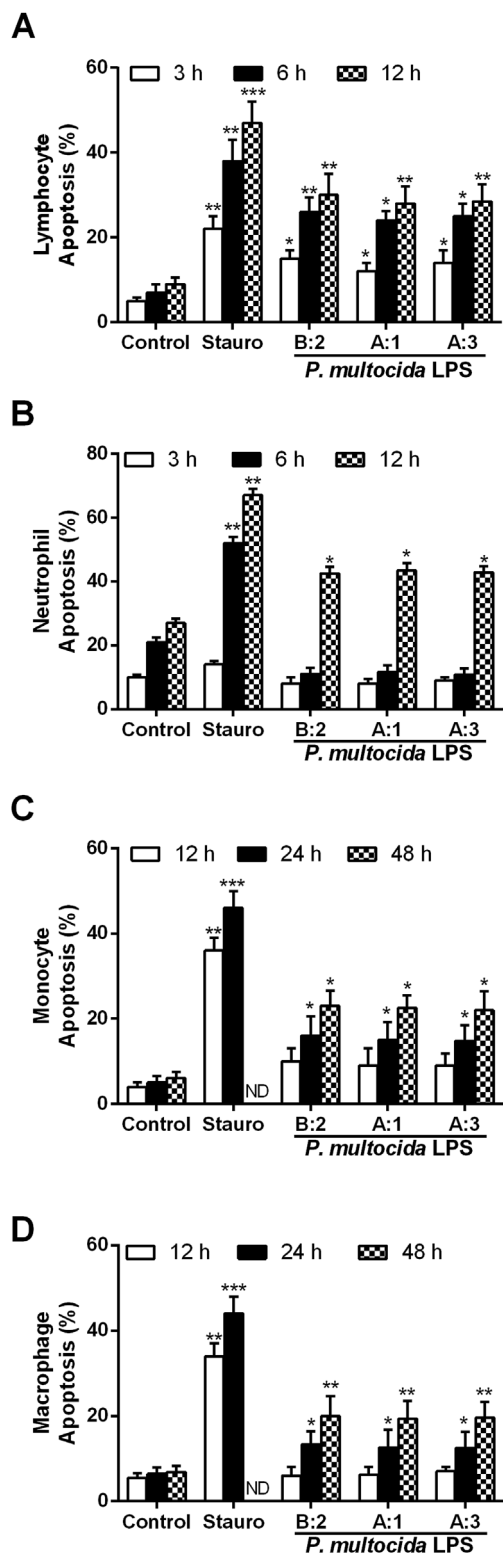 A
3 h 6 h 12 h
60
40
20
0
Lymphocyte
Apoptosis (%)
** ** *** * ** ** * * ** * * **
Control Stauro B:2 A:1 A:3
P. multocida LPS
B
3 h 6 h 12 h
80
60
40
20
0
Neutrophil
Apoptosis (%)
** ** * * *
Control Stauro B:2 A:1 A:3
P. multocida LPS
C
12 h 24 h 48 h
60
40
20
0
Monocyte
Apoptosis (%)
** *** ND * * * * * *
Control Stauro B:2 A:1 A:3
P. multocida LPS
D
12 h 24 h 48 h
60
40
20
0
Macrophage
Apoptosis (%)
** *** ND * ** * ** * **
Control Stauro B:2 A:1 A:3
P. multocida LPS